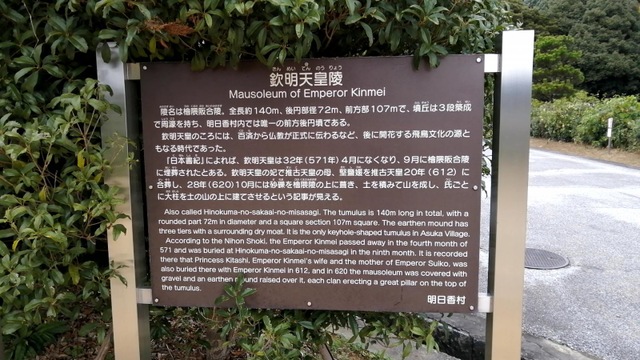 きん めい てん のう りょう
欽明天皇陵
Mausoleum of Emperor Kinmei
陵名は檜隈阪合陵。全長約140m、後円部径72m、前方部107mで、墳丘は3段築成
で周濠を持ち、明日香村内では唯一の前方後円墳である。
欽明天皇のころには、百済から仏教が正式に伝わるなど、後に開花する飛鳥文化の源と
もなる時代であった。
「日本書紀」によれば、欽明天皇は32年（571年）4月になくなり、9月に檜隈阪合陵
に埋葬されたとある。欽明天皇の妃で推古天皇の母、堅鹽媛を推古天皇20年（612）に
合葬し、28年（620）10月には砂礫を檜隈陵の上に葺き、土を積みて山を成し、氏ごと
に大柱を土の山の上に建てさせるという記事が見える。
Also called Hinokuma-no-sakaai-no-misasagi. The tumulus is 140m long in total, with a
rounded part 72m in diameter and a square section 107m square. The earthen mound has
three tiers with a surrounding dry moat. It is the only keyhole-shaped tumulus in Asuka Village.
According to the Nihon Shoki, the Emperor Kinmei passed away in the fourth month of
571 and was buried at Hinokuma-no-sakaai-no-misasagi in the ninth month. It is recorded
there that Princess Kitashi, Emperor Kinmei's wife and the mother of Emperor Suiko, was
also buried there with Emperor Kinmei in 612, and in 620 the mausoleum was covered with
gravel and an earthen mound raised over it, each clan erecting a great pillar on the top of
the tumulus.
明日香村